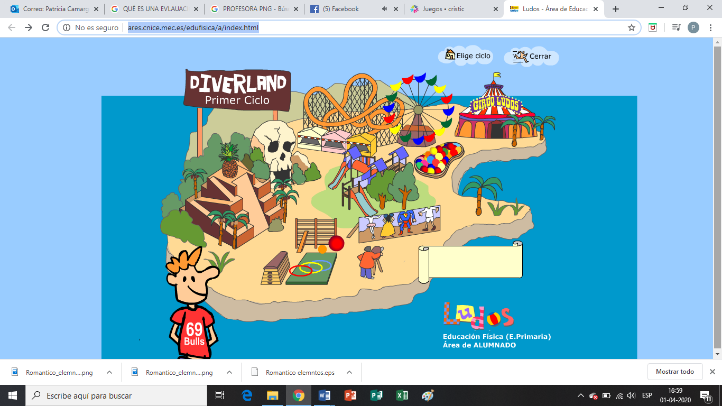 Correo: Patricia Camarg
QUE ES UNA EVLAUAC
PROFESORA PNG - Bús
(5) Facebook
Juegos • cristic
Ludos - Área de Educac
No es seguro
ares.cnice.mec.es/edufisica/a/index.html
P
Elige ciclo
Cerrar
DIVERLAND
Primer Ciclo
CIRCO LUDOS
69
Bulls
Ludos
Educación Física (E.Primaria)
Área de ALUMNADO
Romantico_elemn....png
Romantico_elemn....png
Romantico-elemntos.eps
Mostrar todo
Escribe aquí para buscar
ESP
16:59
01-04-2020